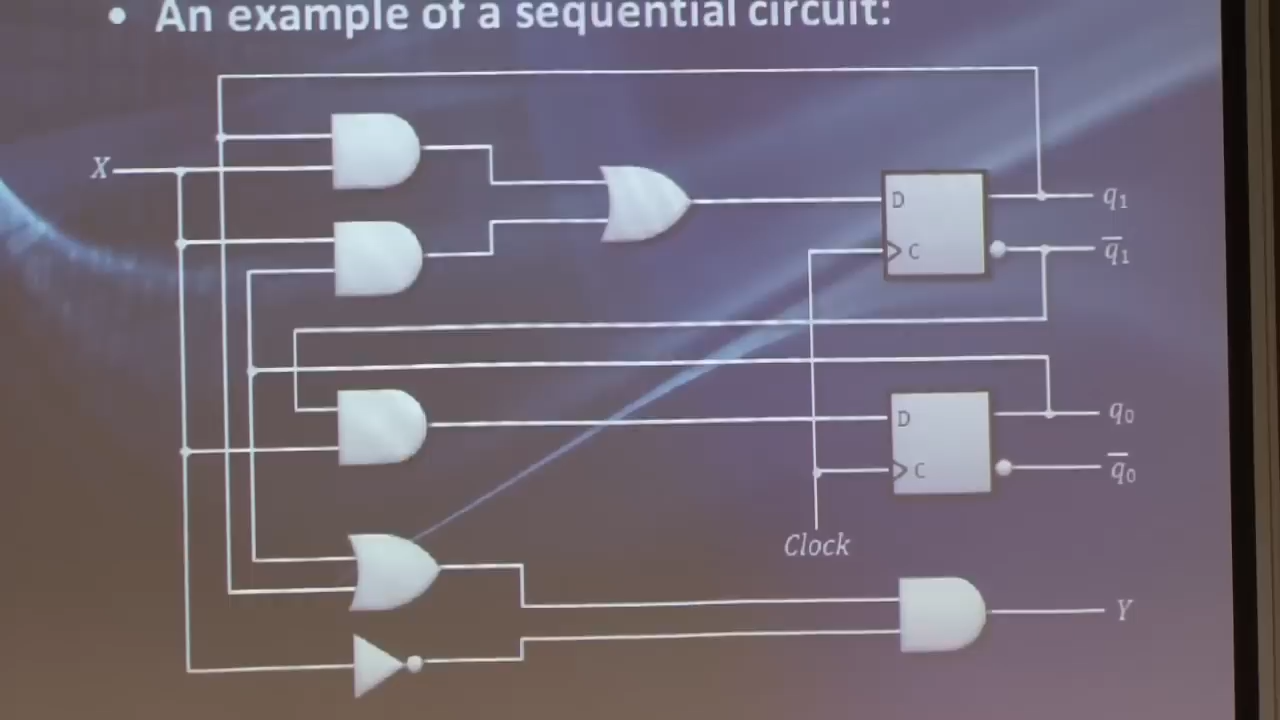 • An example of a sequential circuit:
X
D
q₁
C
q̅₁
D
q₀
C
q̅₀
Clock
Y